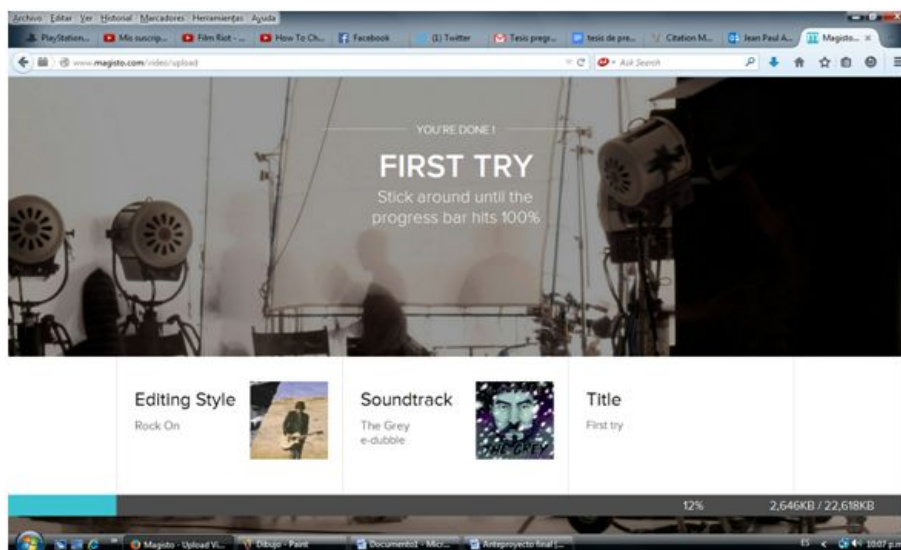 Archivo Editar Ver Historial Marcadores Herramientas Ayuda
PlayStation... Mis suscrip... Film Riot - ... How To Ch... Facebook (1) Twitter Tesis pregr... tesis de pre... Citation M... Jean Paul A... Magisto...
www.magisto.com/video/upload Ask Search
YOU'RE DONE!
FIRST TRY
Stick around until the
progress bar hits 100%
Editing Style
Rock On
Soundtrack
The Grey
e-dubble
THE GREY
Title
First try
12% 2,646KB / 22,618KB
Magisto - Upload Vi... Dibujo - Paint Documento1 - Micr... Anteproyecto final [... ES 10:07 p.m.